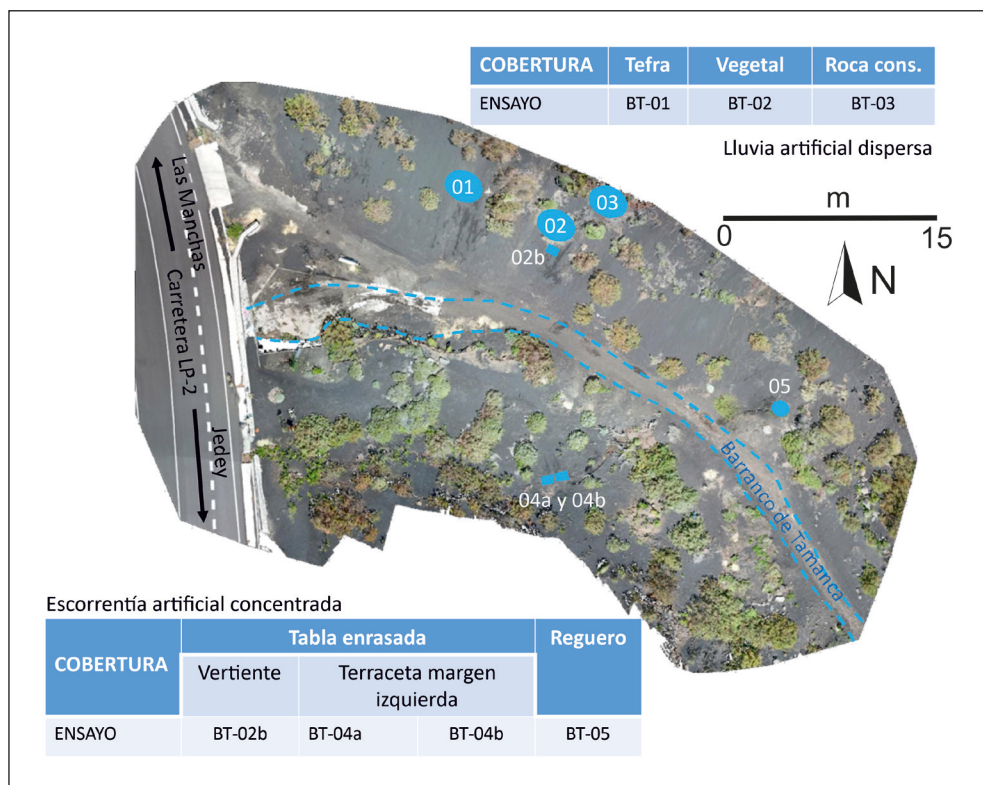 COBERTURA Tefra Vegetal Roca cons.
ENSAYO BT-01 BT-02 BT-03
Lluvia artificial dispersa
m
0 15
N
Las Manchas
Carretera LP-2
Jedey
01
02
03
02b
05
04a y 04b
Barranco de Tamanca
Escorrentía artificial concentrada
COBERTURA Tabla enrasada Reguero
Vertiente Terraceta margen
izquierda
ENSAYO BT-02b BT-04a BT-04b BT-05